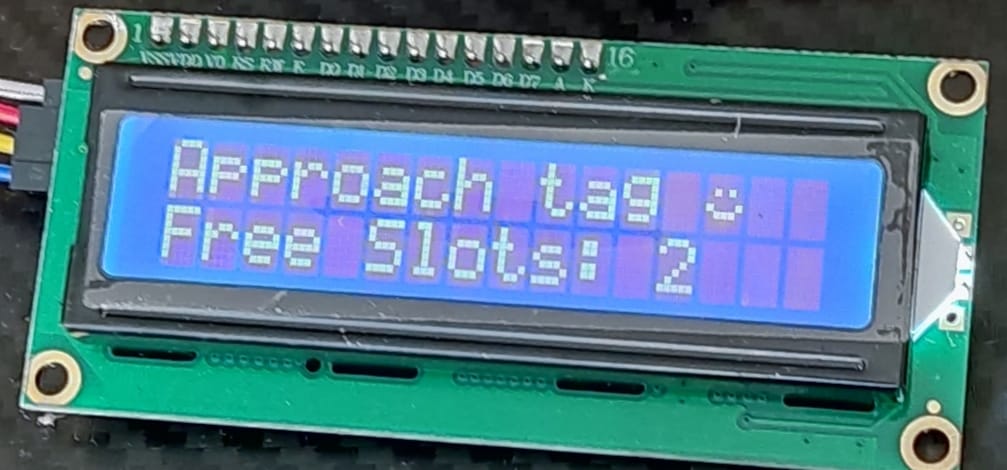 1 16
VSS VDD VO RS RW E D0 D1 D2 D3 D4 D5 D6 D7 A K
Approach tag ☺
Free Slots: 2